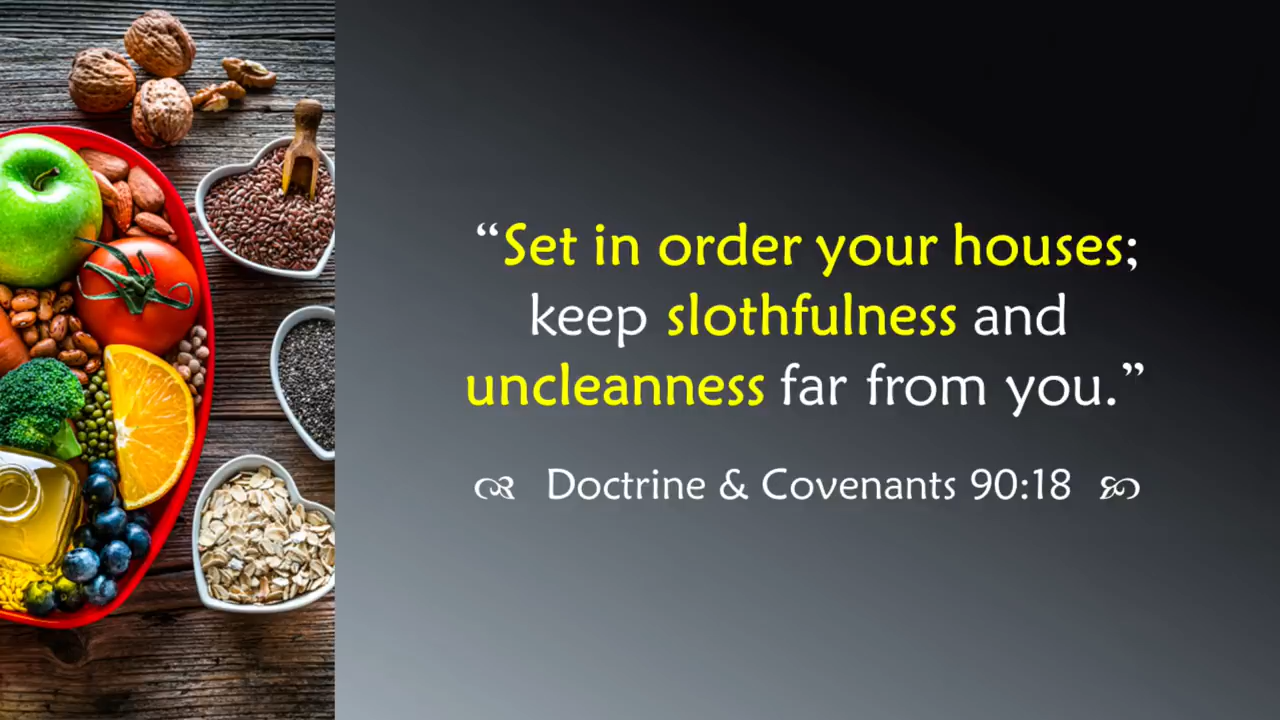 “Set in order your houses;
keep slothfulness and
uncleanness far from you.”
Doctrine & Covenants 90:18